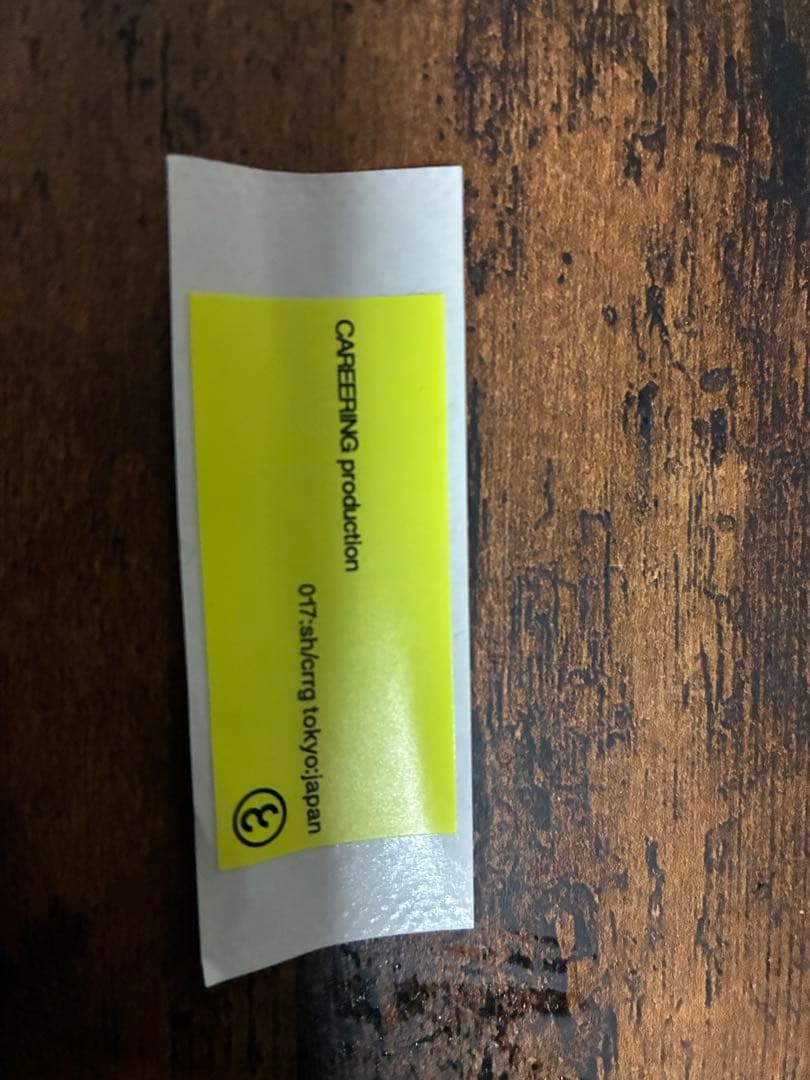 CAREERING production
017:sh/crrg tokyo:japan
③